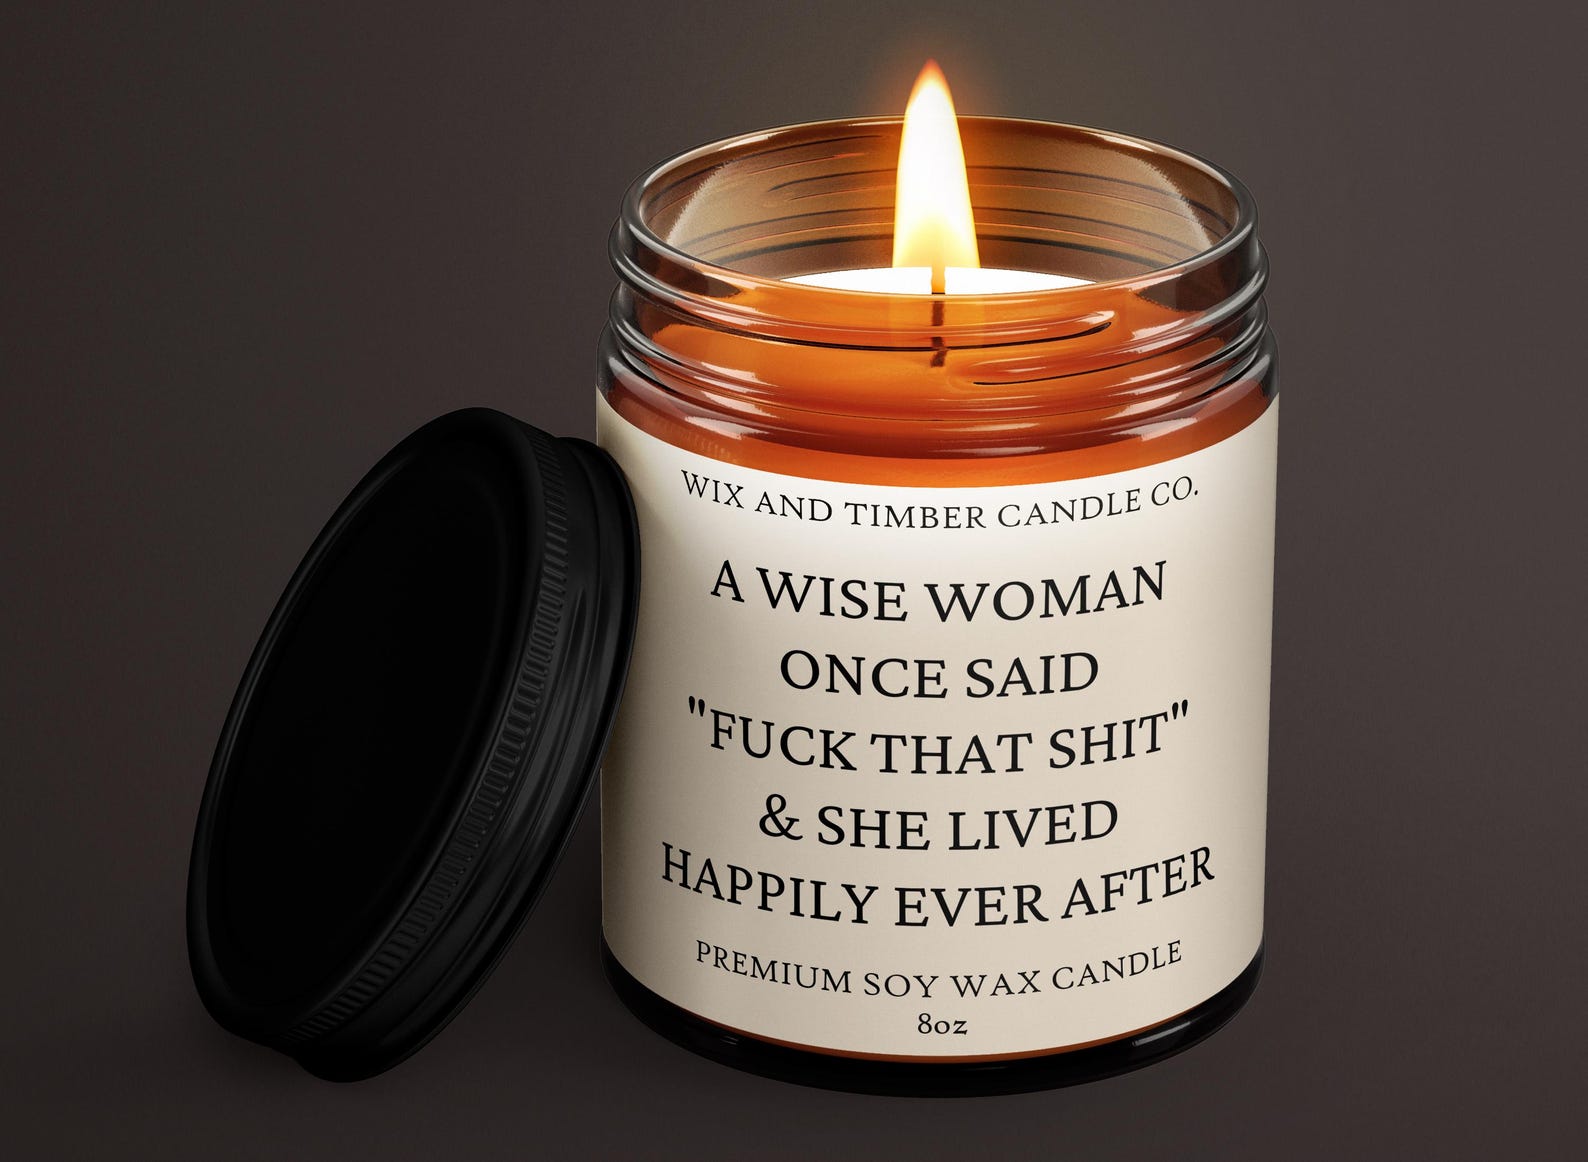 WIX AND TIMBER CANDLE CO.
A WISE WOMAN
ONCE SAID
"FUCK THAT SHIT"
& SHE LIVED
HAPPILY EVER AFTER
PREMIUM SOY WAX CANDLE
8oz